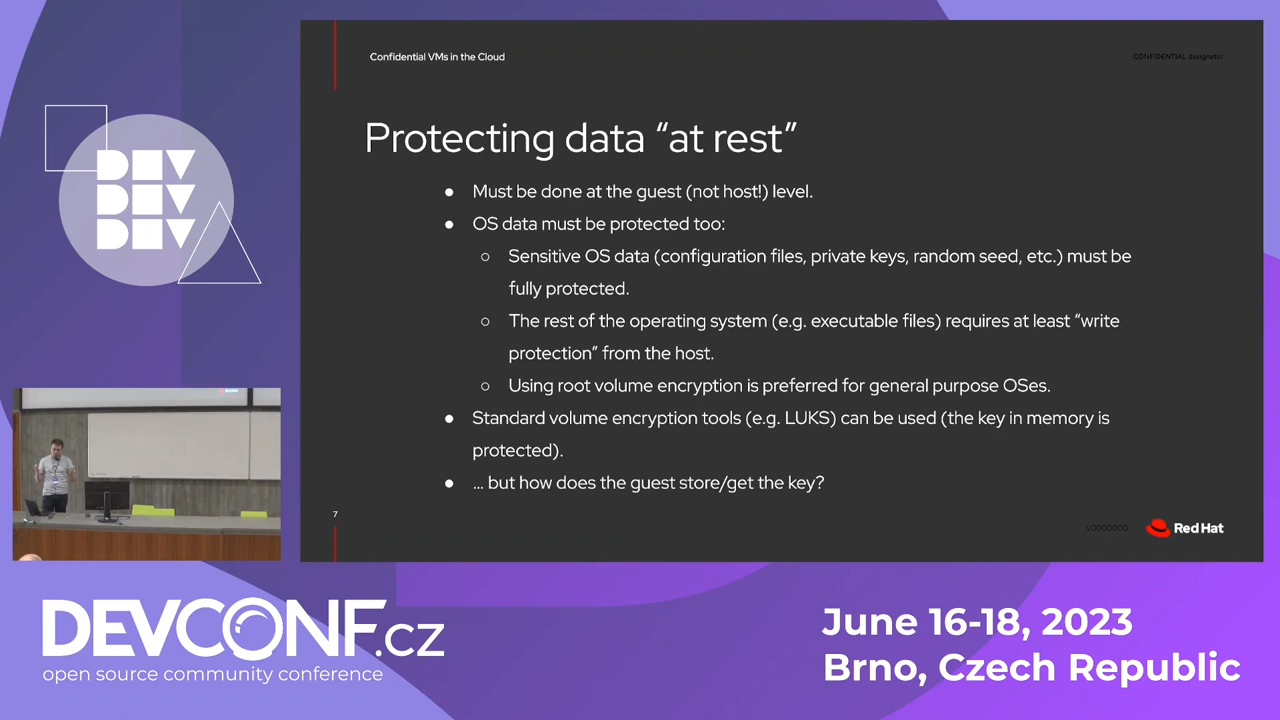 Confidential VMs in the Cloud
CONFIDENTIAL designator
Protecting data “at rest”
● Must be done at the guest (not host!) level.
● OS data must be protected too:
○ Sensitive OS data (configuration files, private keys, random seed, etc.) must be
fully protected.
○ The rest of the operating system (e.g. executable files) requires at least “write
protection” from the host.
○ Using root volume encryption is preferred for general purpose OSes.
● Standard volume encryption tools (e.g. LUKS) can be used (the key in memory is
protected).
● … but how does the guest store/get the key?
7
Red Hat
DEV
DEV
DEV
DEVCONF.cz
open source community conference
June 16-18, 2023
Brno, Czech Republic